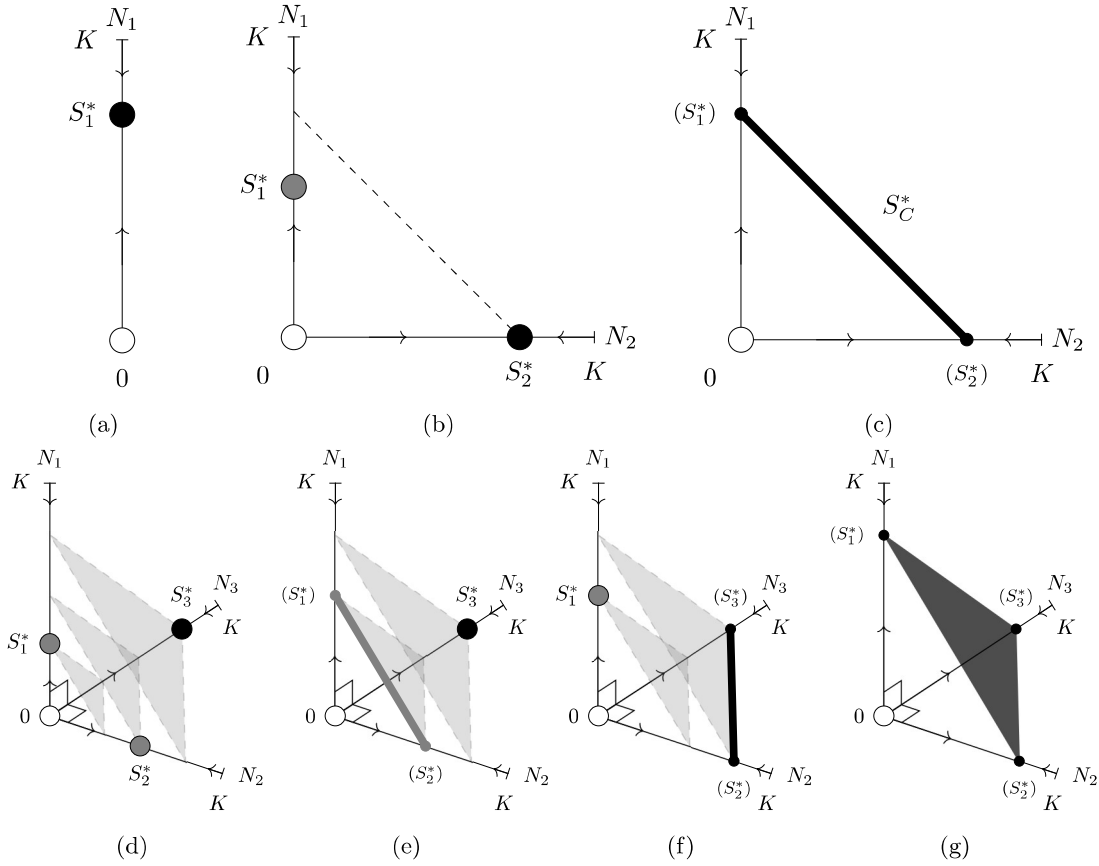 N₁
K
S₁*
0
(a)
N₁
K
S₁*
0
S₂*
K
N₂
(b)
N₁
K
(S₁*)
S_C*
0
(S₂*)
K
N₂
(c)
N₁
K
S₁*
0
S₂*
S₃*
N₃
K
N₂
K
(d)
N₁
K
(S₁*)
0
(S₂*)
S₃*
N₃
K
N₂
K
(e)
N₁
K
S₁*
0
(S₂*)
(S₃*)
N₃
K
N₂
K
(f)
N₁
K
(S₁*)
0
(S₂*)
(S₃*)
N₃
K
N₂
K
(g)